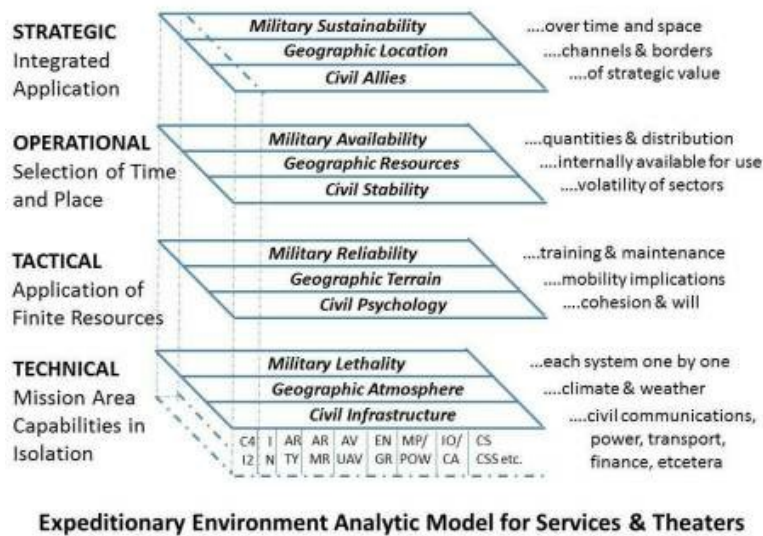 STRATEGIC
Integrated
Application
Military Sustainability
Geographic Location
Civil Allies
....over time and space
....channels & borders
....of strategic value
OPERATIONAL
Selection of Time
and Place
Military Availability
Geographic Resources
Civil Stability
....quantities & distribution
....internally available for use
....volatility of sectors
TACTICAL
Application of
Finite Resources
Military Reliability
Geographic Terrain
Civil Psychology
....training & maintenance
....mobility implications
....cohesion & will
TECHNICAL
Mission Area
Capabilities in
Isolation
Military Lethality
Geographic Atmosphere
Civil Infrastructure
...each system one by one
....climate & weather
....civil communications,
power, transport,
finance, etcetera
C4 I AR AR AV EN MP/ IO/ CS
I2 N TY MR UAV GR POW CA CSS etc.
Expeditionary Environment Analytic Model for Services & Theaters